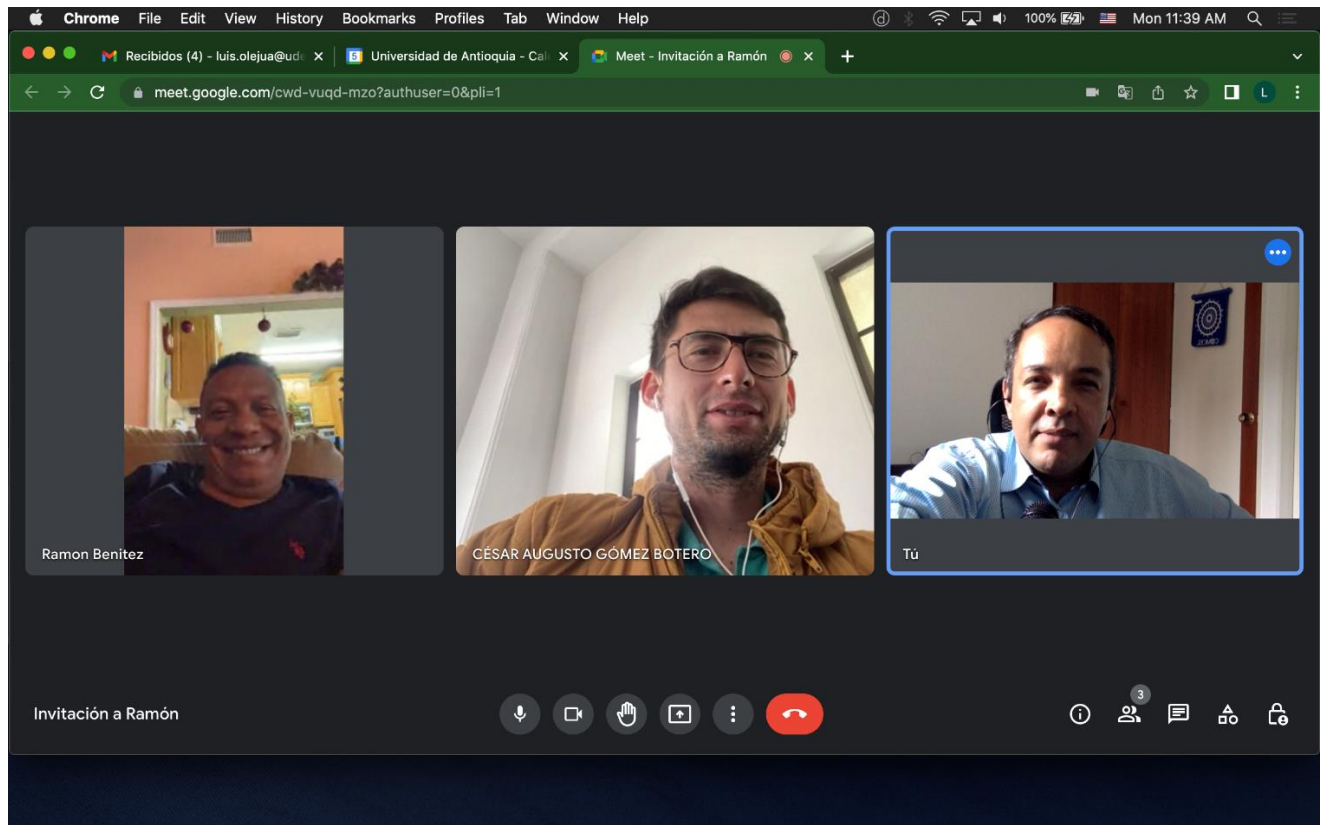 Chrome File Edit View History Bookmarks Profiles Tab Window Help 100% Mon 11:39 AM
Recibidos (4) - luis.olejua@ude
5 Universidad de Antioquia - Cal
Meet - Invitación a Ramón
meet.google.com/cwd-vuqd-mzo?authuser=0&pli=1
L
Ramon Benitez
CÉSAR AUGUSTO GÓMEZ BOTERO
Tú
Invitación a Ramón
3